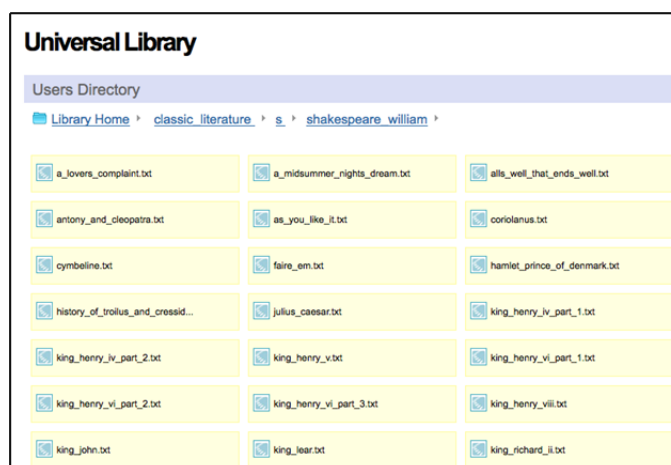 Universal Library
Users Directory
Library Home classic_literature s shakespeare_william
a_lovers_complaint.txt a_midsummer_nights_dream.txt alls_well_that_ends_well.txt
antony_and_cleopatra.txt as_you_like_it.txt coriolanus.txt
cymbeline.txt faire_em.txt hamlet_prince_of_denmark.txt
history_of_troilus_and_cressid... julius_caesar.txt king_henry_iv_part_1.txt
king_henry_iv_part_2.txt king_henry_v.txt king_henry_vi_part_1.txt
king_henry_vi_part_2.txt king_henry_vi_part_3.txt king_henry_viii.txt
king_john.txt king_lear.txt king_richard_ii.txt